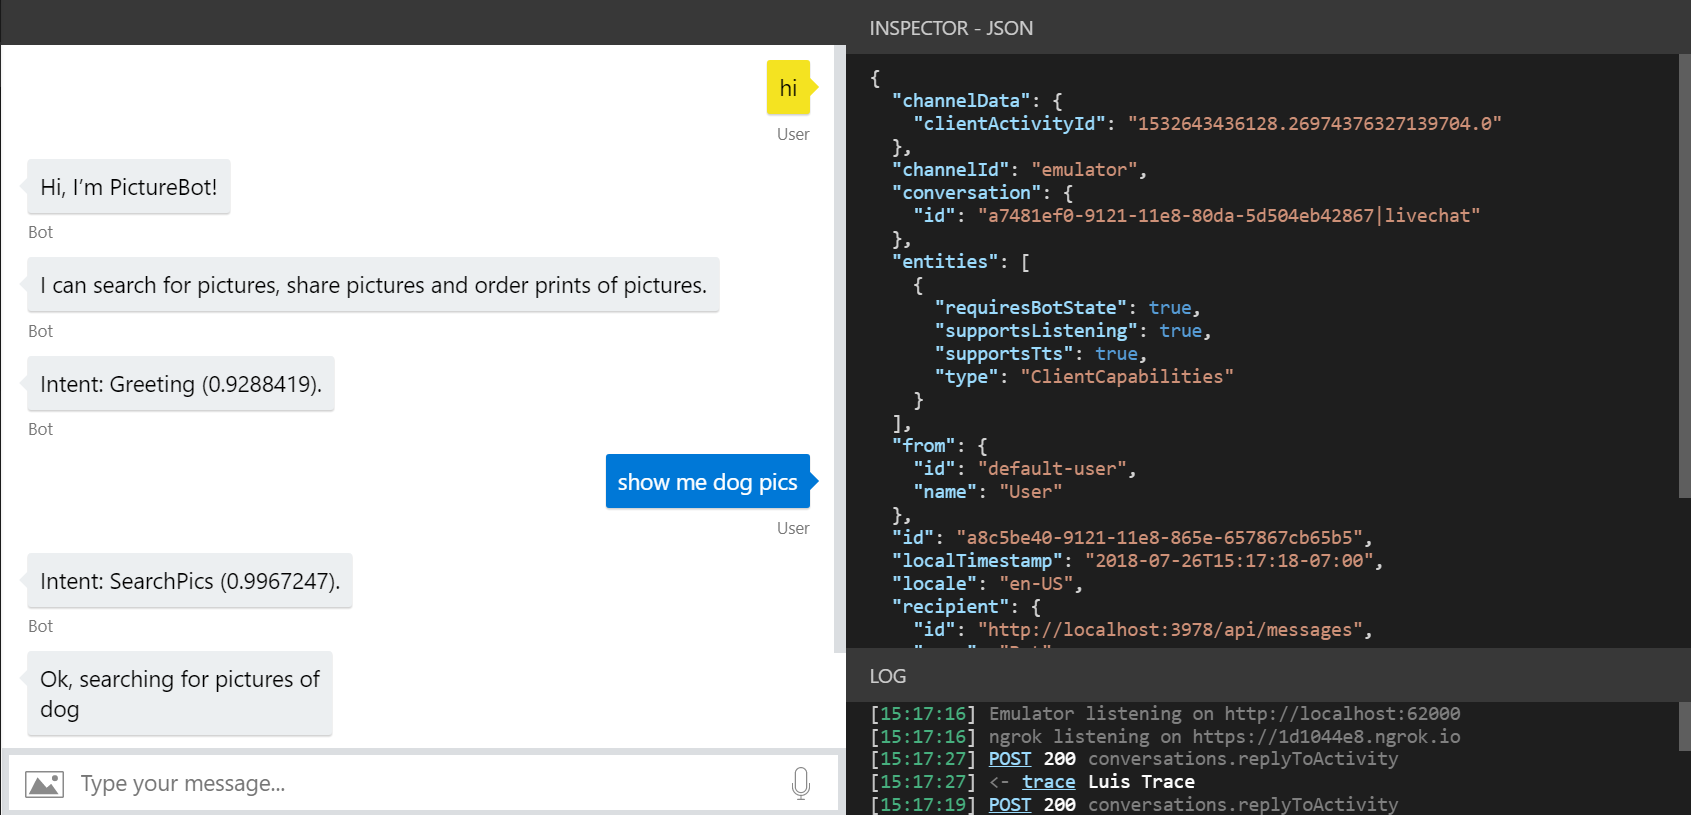 hi
User
Hi, I'm PictureBot!
Bot
I can search for pictures, share pictures and order prints of pictures.
Bot
Intent: Greeting (0.9288419).
Bot
show me dog pics
User
Intent: SearchPics (0.9967247).
Bot
Ok, searching for pictures of
dog
Type your message...
INSPECTOR - JSON
{
"channelData": {
"clientActivityId": "1532643436128.26974376327139704.0"
},
"channelId": "emulator",
"conversation": {
"id": "a7481ef0-9121-11e8-80da-5d504eb42867|livechat"
},
"entities": [
{
"requiresBotState": true,
"supportsListening": true,
"supportsTts": true,
"type": "ClientCapabilities"
}
],
"from": {
"id": "default-user",
"name": "User"
},
"id": "a8c5be40-9121-11e8-865e-657867cb65b5",
"localTimestamp": "2018-07-26T15:17:18-07:00",
"locale": "en-US",
"recipient": {
"id": "http://localhost:3978/api/messages",
LOG
[15:17:16] Emulator listening on http://localhost:62000
[15:17:16] ngrok listening on https://1d1044e8.ngrok.io
[15:17:27] POST 200 conversations.replyToActivity
[15:17:27] <- trace Luis Trace
[15:17:19] POST 200 conversations.replyToActivity